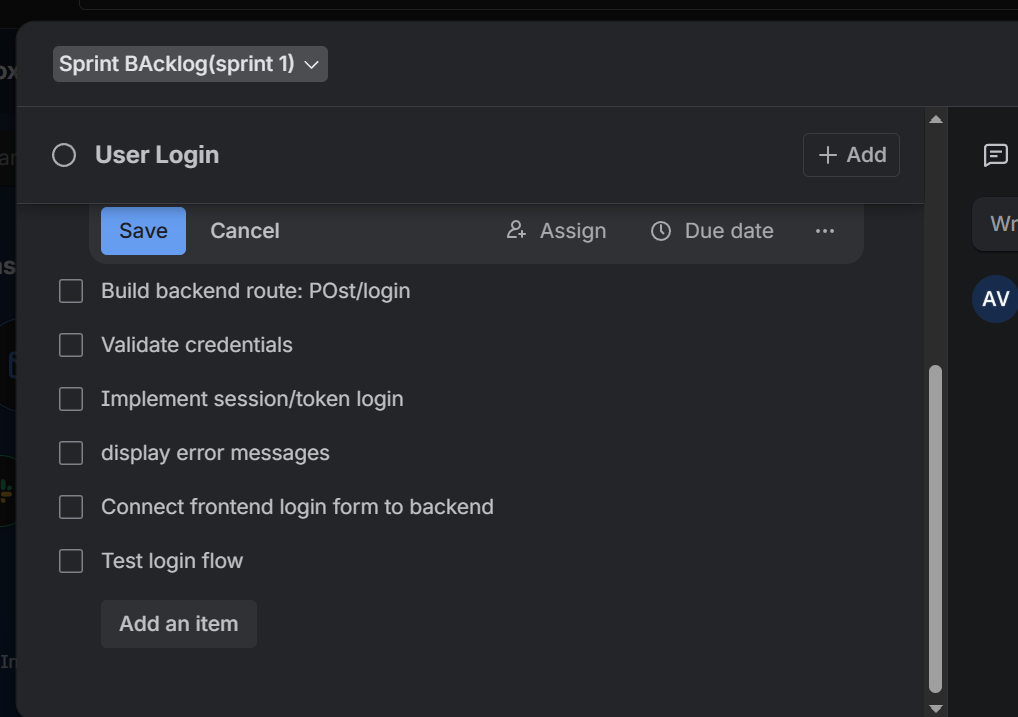 Sprint BAcklog(sprint 1)
User Login
Add
Save Cancel Assign Due date
Build backend route: POst/login
Validate credentials
Implement session/token login
display error messages
Connect frontend login form to backend
Test login flow
Add an item
AV